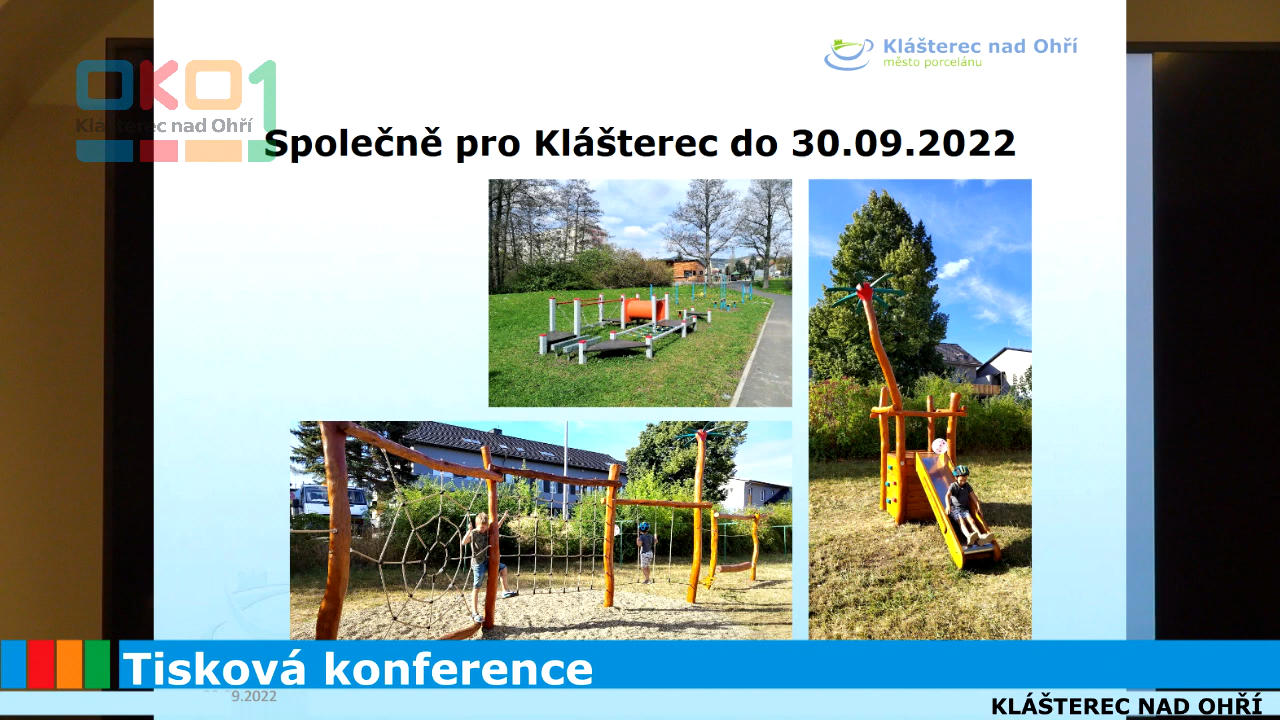 Klášterec nad Ohří
město porcelánu
OKO1
Klášterec nad Ohří
Společně pro Klášterec do 30.09.2022
Tisková konference
9.2022
KLÁŠTEREC NAD OHŘÍ